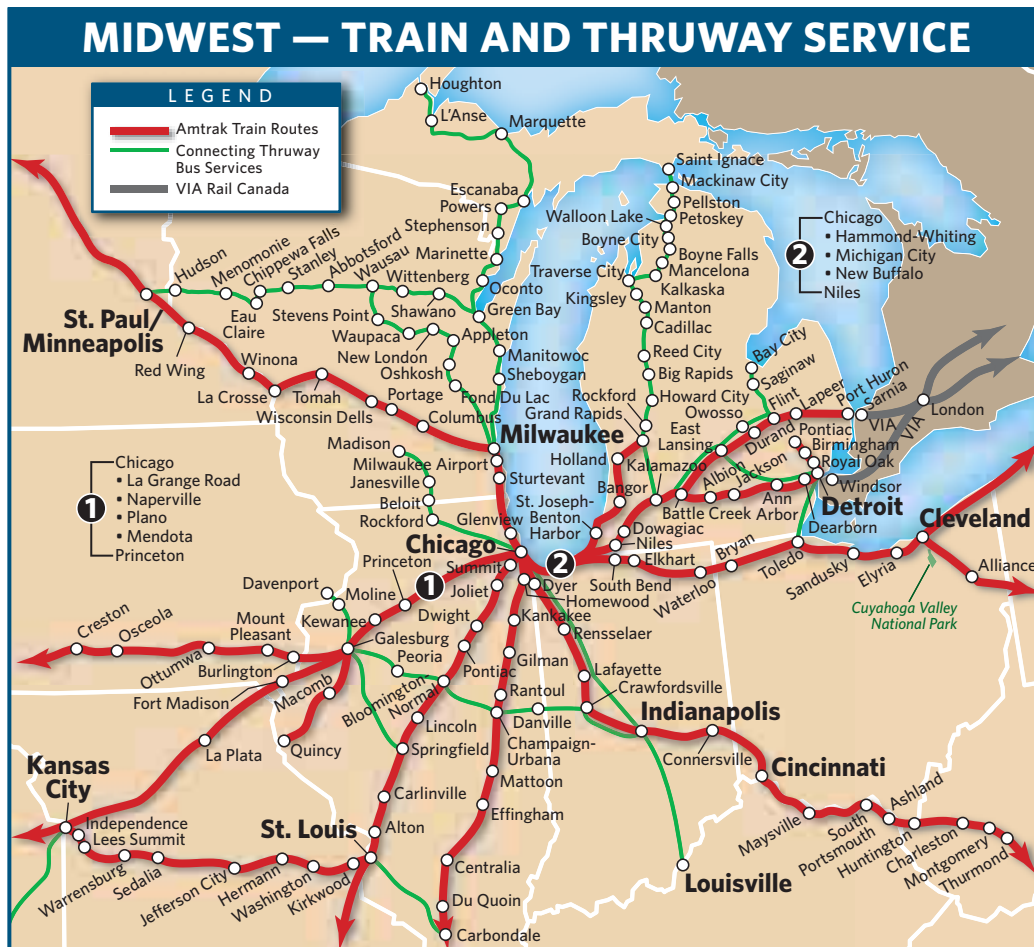 MIDWEST — TRAIN AND THRUWAY SERVICE
LEGEND
Amtrak Train Routes
Connecting Thruway
Bus Services
VIA Rail Canada
Houghton
L'Anse
Marquette
Escanaba
Powers
Stephenson
Marinette
Oconto
Green Bay
Saint Ignace
Mackinaw City
Pellston
Petoskey
Walloon Lake
Boyne City
Boyne Falls
Mancelona
Traverse City
Kalkaska
Kingsley
Manton
Cadillac
Reed City
Big Rapids
Howard City
Rockford
Grand Rapids
2
Chicago
• Hammond-Whiting
• Michigan City
• New Buffalo
Niles
Hudson
Menomonie
Chippewa Falls
Stanley
Abbotsford
Wausau
Wittenberg
Eau
Claire
Shawano
Stevens Point
Waupaca
New London
Appleton
Oshkosh
Fond Du Lac
Manitowoc
Sheboygan
St. Paul/
Minneapolis
Red Wing
Winona
La Crosse
Tomah
Wisconsin Dells
Portage
Columbus
Milwaukee
Madison
Milwaukee Airport
Janesville
Sturtevant
Beloit
Rockford
Glenview
Chicago
Bay City
Saginaw
Owosso
Flint
Lapeer
Port Huron
Sarnia
VIA
VIA
London
East
Lansing
Durand
Pontiac
Birmingham
Royal Oak
Windsor
Detroit
Dearborn
Holland
Bangor
Kalamazoo
Albion
Jackson
Battle Creek
Ann
Arbor
St. Joseph-
Benton
Harbor
Dowagiac
Niles
South Bend
Elkhart
Waterloo
Bryan
Toledo
Sandusky
Elyria
Cleveland
Alliance
Cuyahoga Valley
National Park
1
Chicago
• La Grange Road
• Naperville
• Plano
• Mendota
Princeton
Princeton
1
2
Summit
Joliet
Dyer
Homewood
Kankakee
Rensselaer
Davenport
Moline
Kewanee
Dwight
Creston
Osceola
Ottumwa
Mount
Pleasant
Burlington
Galesburg
Peoria
Pontiac
Gilman
Lafayette
Fort Madison
Macomb
Bloomington-
Normal
Rantoul
Crawfordsville
Danville
Indianapolis
Lincoln
Champaign-
Urbana
Connersville
La Plata
Quincy
Springfield
Mattoon
Cincinnati
Kansas
City
Carlinville
Effingham
Independence
Lees Summit
Warrensburg
Sedalia
Jefferson City
Hermann
Washington
Kirkwood
St. Louis
Alton
Centralia
Du Quoin
Carbondale
Louisville
Maysville
South
Portsmouth
Ashland
Huntington
Charleston
Montgomery
Thurmond